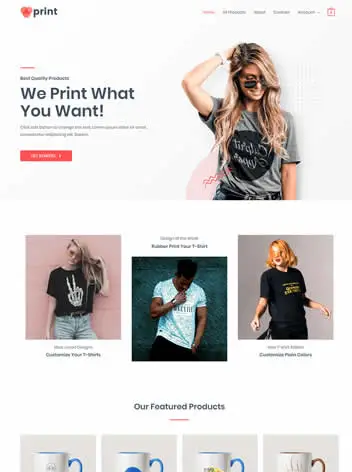 print
Home All Products About Contact Account
0
Best Quality Products
We Print What
You Want!
Click edit button to change this text. Lorem ipsum dolor sit amet,
consectetur adipiscing elit. Golem.
GET STARTED
Design of the Week
Rubber Print Your T-Shirt
Most Loved Designs
Customize Your T-Shirts
New T-Shirt Edition
Customize Plain Colors
Our Featured Products